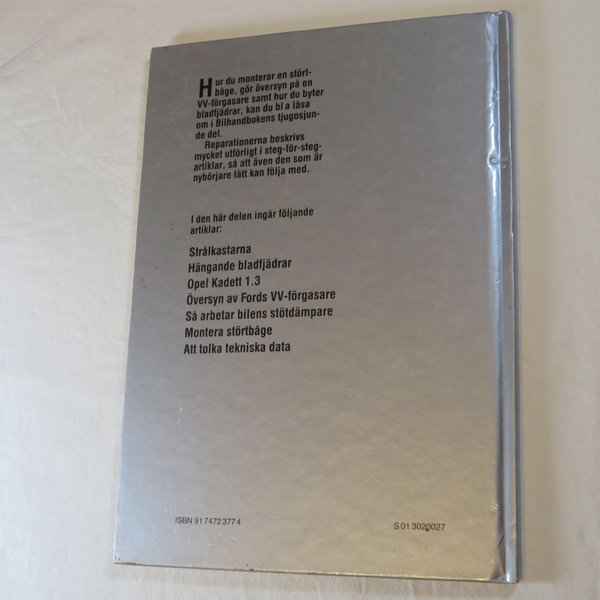 Hur du monterar en stört-
båge, gör översyn på en
VV-förgasare samt hur du byter
bladfjädrar, kan du bl a läsa
om i Bilhandbokens tjugosjun-
de del.
Reparationerna beskrivs
mycket utförligt i steg-för-steg-
artiklar, så att även den som är
nybörjare lätt kan följa med.
I den här delen ingår följande
artiklar:
Strålkastarna
Hängande bladfjädrar
Opel Kadett 1.3
Översyn av Fords VV-förgasare
Så arbetar bilens stötdämpare
Montera störtbåge
Att tolka tekniska data
ISBN 91 7472 377 4
S 01 3020027